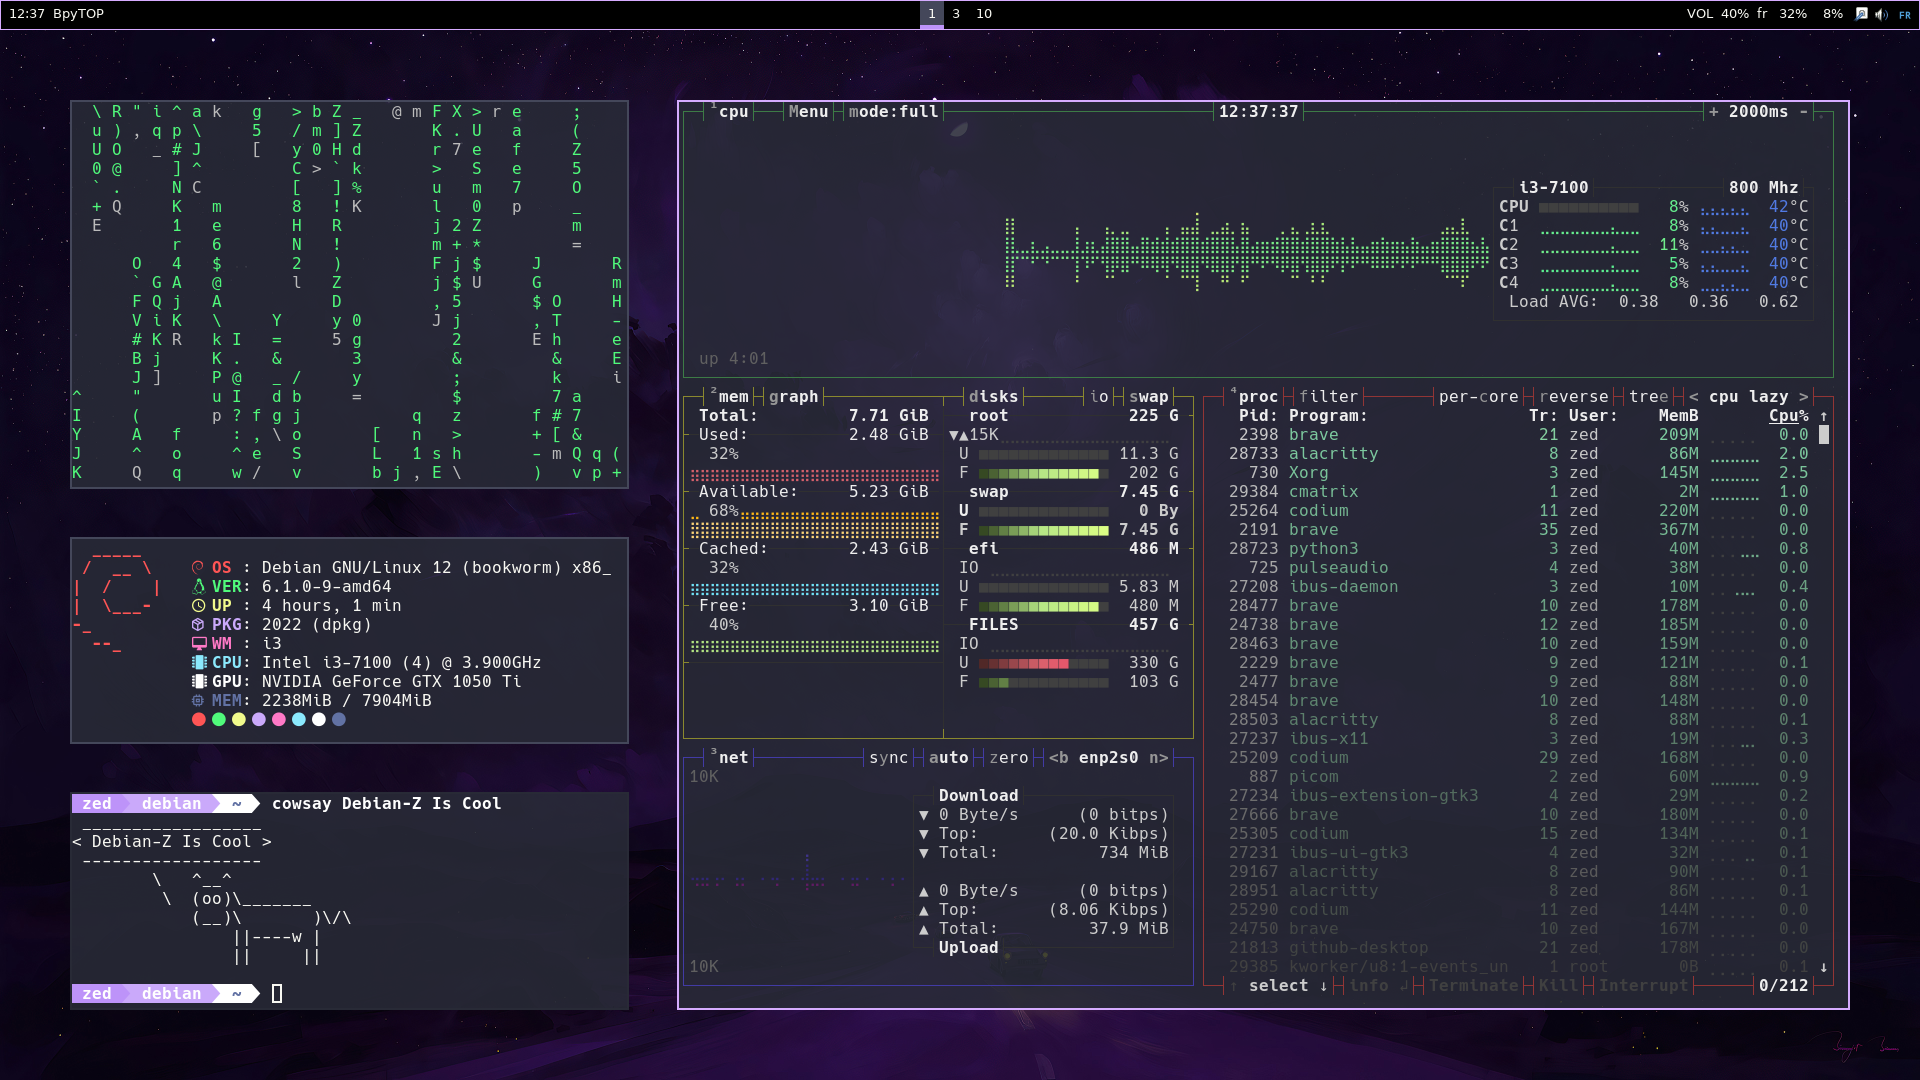 12:37 BpyTOP
1 3 10
VOL 40% fr 32% 8% FR
\ R " i ^ a k g > b Z _ @ m F X > r e ;
u ) , q p \ 5 / m ] Z K . U a (
U O _ # J [ y 0 H d r 7 e f Z
0 @ ] ^ C > ` k > S e 5
` . N C [ ] % u m 7 O
+ Q K m 8 ! K l 0 p _
E 1 e H R j 2 Z m
r 6 N ! m + * =
O 4 $ 2 ) F j $ J R
` G A @ l Z j $ U G m
F Q j A D , 5 $ O H
V i K \ Y y 0 J j , T -
# K R k I = 5 g 2 E h e
B j K . & 3 & & E
J ] P @ _ / y ; k i
^ " u I _ b = $ 7 a
I ( p ? f d g j q z f # 7
Y A f : , \ o [ n > + [ &
J ^ o ^ e S L 1 s h - m Q q (
K Q q w / v b j , E \ ) v p +
OS : Debian GNU/Linux 12 (bookworm) x86_
VER: 6.1.0-9-amd64
UP : 4 hours, 1 min
PKG: 2022 (dpkg)
WM : i3
CPU: Intel i3-7100 (4) @ 3.900GHz
GPU: NVIDIA GeForce GTX 1050 Ti
MEM: 2238MiB / 7904MiB
zed debian ~ cowsay Debian-Z Is Cool
 __________________
< Debian-Z Is Cool >
 ------------------
        \   ^__^
         \  (oo)\_______
            (__)\       )\/\
                ||----w |
                ||     ||
zed debian ~
1cpu Menu mode:full 12:37:37 + 2000ms -
i3-7100 800 Mhz
CPU 8% 42°C
C1 8% 40°C
C2 11% 40°C
C3 5% 40°C
C4 8% 40°C
Load AVG: 0.38 0.36 0.62
up 4:01
2mem graph disks io swap
Total: 7.71 GiB
Used: 2.48 GiB
32%
Available: 5.23 GiB
68%
Cached: 2.43 GiB
32%
Free: 3.10 GiB
40%
root 225 G
▼▲15K
U 11.3 G
F 202 G
swap 7.45 G
U 0 By
F 7.45 G
efi 486 M
IO
U 5.83 M
F 480 M
FILES 457 G
IO
U 330 G
F 103 G
3net sync auto zero <b enp2s0 n>
10K
Download
▼ 0 Byte/s (0 bitps)
▼ Top: (20.0 Kibps)
▼ Total: 734 MiB
▲ 0 Byte/s (0 bitps)
▲ Top: (8.06 Kibps)
▲ Total: 37.9 MiB
Upload
10K
4proc filter per-core reverse tree < cpu lazy >
Pid: Program: Tr: User: MemB Cpu% ↑
2398 brave 21 zed 209M 0.0
28733 alacritty 8 zed 86M 2.0
730 Xorg 3 zed 145M 2.5
29384 cmatrix 1 zed 2M 1.0
25264 codium 11 zed 220M 0.0
2191 brave 35 zed 367M 0.0
28723 python3 3 zed 40M 0.8
725 pulseaudio 4 zed 38M 0.0
27208 ibus-daemon 3 zed 10M 0.4
28477 brave 10 zed 178M 0.0
24738 brave 12 zed 185M 0.0
28463 brave 10 zed 159M 0.0
2229 brave 9 zed 121M 0.1
2477 brave 9 zed 88M 0.0
28454 brave 10 zed 148M 0.0
28503 alacritty 8 zed 88M 0.1
27237 ibus-x11 3 zed 19M 0.3
25209 codium 29 zed 168M 0.0
887 picom 2 zed 60M 0.9
27234 ibus-extension-gtk3 4 zed 29M 0.2
27666 brave 10 zed 180M 0.0
25305 codium 15 zed 134M 0.1
27231 ibus-ui-gtk3 4 zed 32M 0.1
29167 alacritty 8 zed 90M 0.1
28951 alacritty 8 zed 86M 0.1
25290 codium 11 zed 144M 0.0
24750 brave 10 zed 167M 0.0
21813 github-desktop 21 zed 178M 0.0
29385 kworker/u8:1-events_un 1 root 0B 0.1 ↓
↑ select ↓ info ↲ Terminate Kill Interrupt 0/212